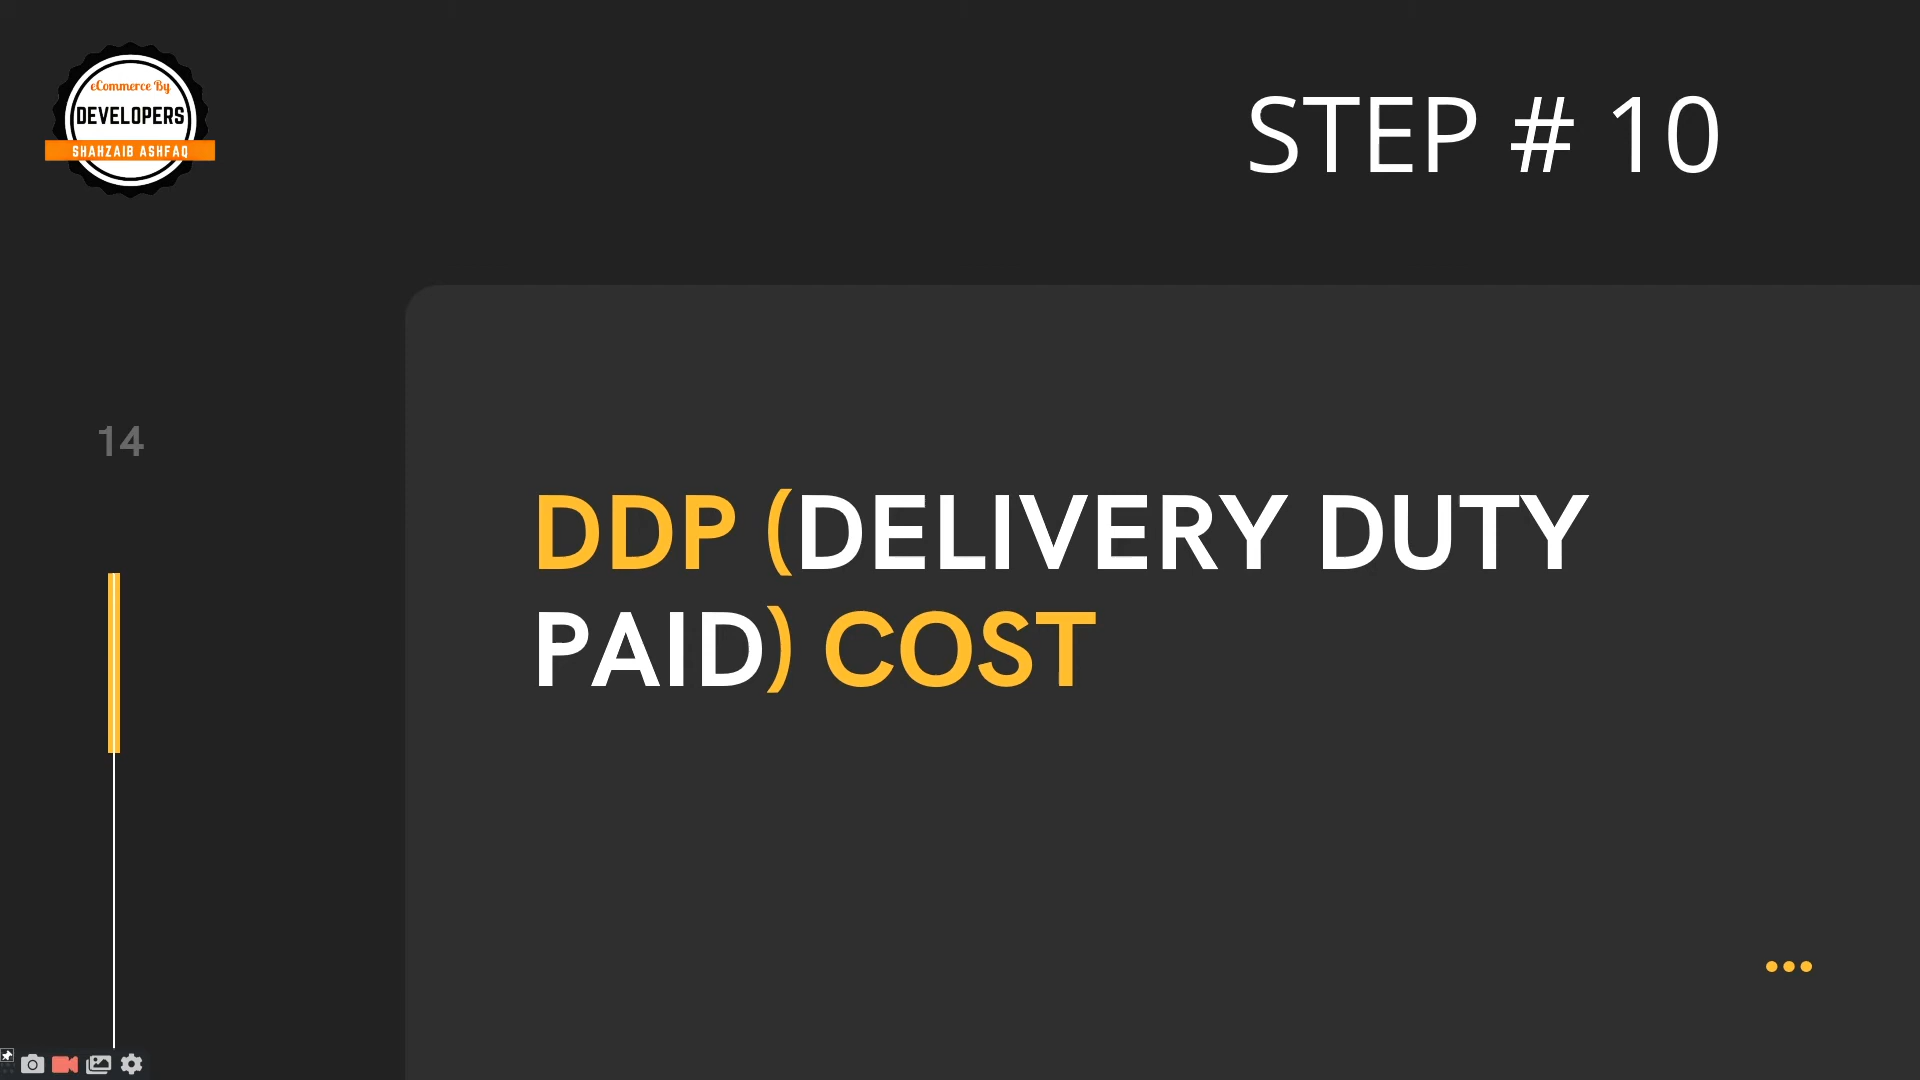 eCommerce By
DEVELOPERS
SHAHZAIB ASHFAQ
STEP # 10
14
DDP (DELIVERY DUTY
PAID) COST